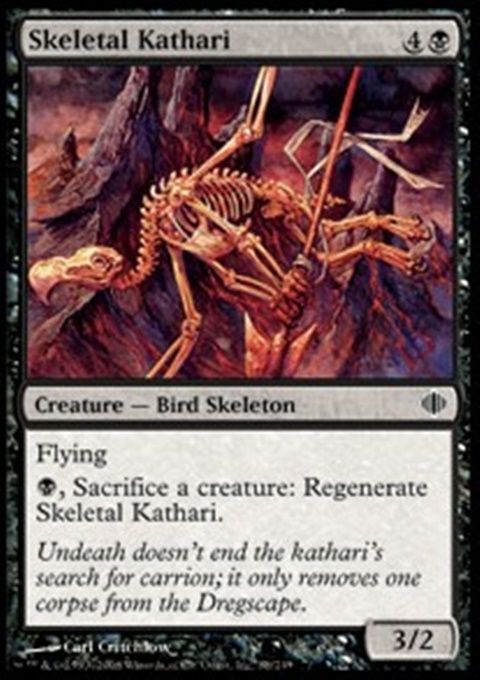 Skeletal Kathari 4
Creature — Bird Skeleton
Flying
, Sacrifice a creature: Regenerate
Skeletal Kathari.
Undeath doesn't end the kathari's
search for carrion; it only removes one
corpse from the Dregscape.
3/2
Carl Critchlow